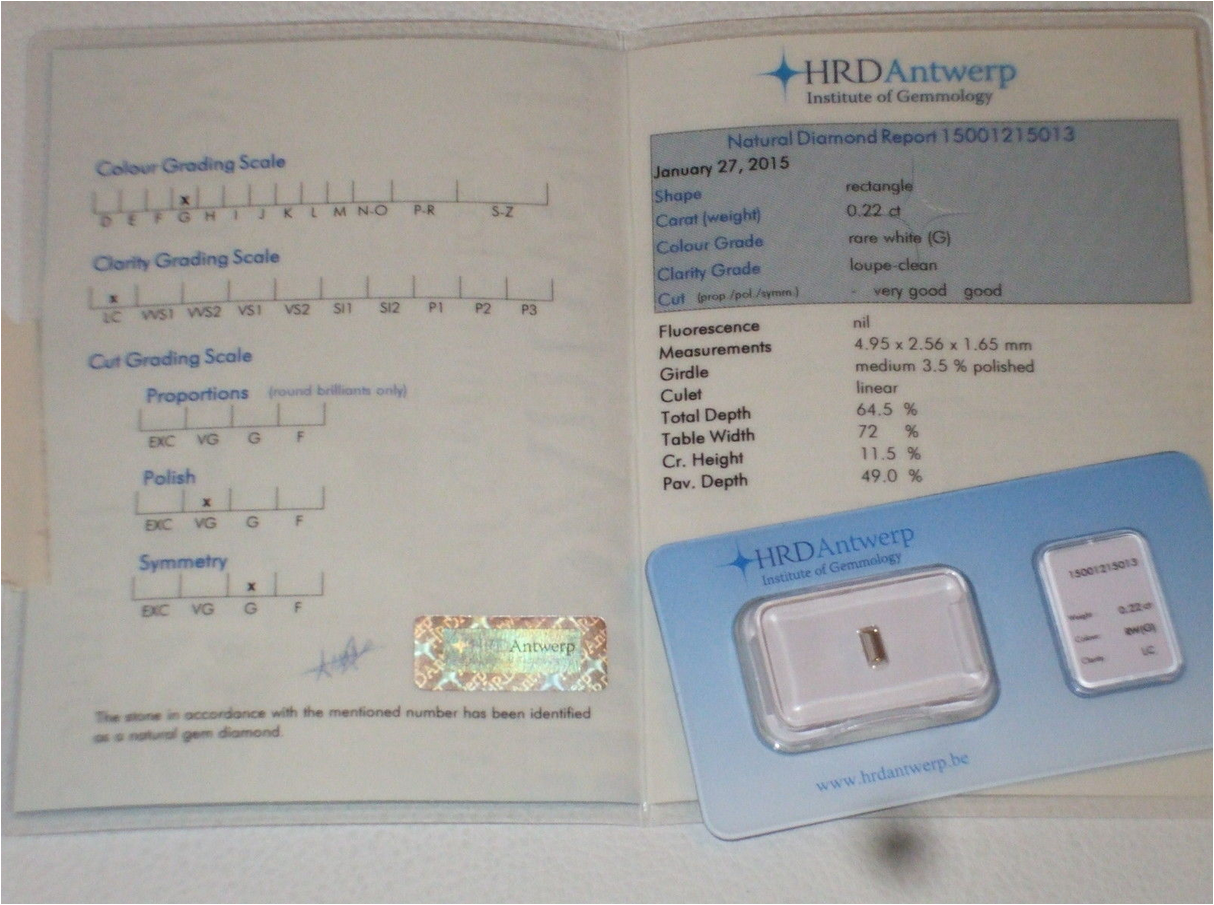 Colour Grading Scale
x
D E F G H I J K L M N-O P-R S-Z
Clarity Grading Scale
x
LC VVS1 VVS2 VS1 VS2 SI1 SI2 P1 P2 P3
Cut Grading Scale
Proportions (round brilliants only)
EXC VG G F
Polish
x
EXC VG G F
Symmetry
x
EXC VG G F
HRD Antwerp
The stone in accordance with the mentioned number has been identified
as a natural gem diamond.
HRD Antwerp
Institute of Gemmology
Natural Diamond Report 15001215013
January 27, 2015
Shape rectangle
Carat (weight) 0.22 ct
Colour Grade rare white (G)
Clarity Grade loupe-clean
Cut (prop./pol./symm.) - very good good
Fluorescence nil
Measurements 4.95 x 2.56 x 1.65 mm
Girdle medium 3.5 % polished
Culet linear
Total Depth 64.5 %
Table Width 72 %
Cr. Height 11.5 %
Pav. Depth 49.0 %
HRD Antwerp
Institute of Gemmology
15001215013
Weight: 0.22 ct
Colour: RW(G)
Clarity: LC
www.hrdantwerp.be